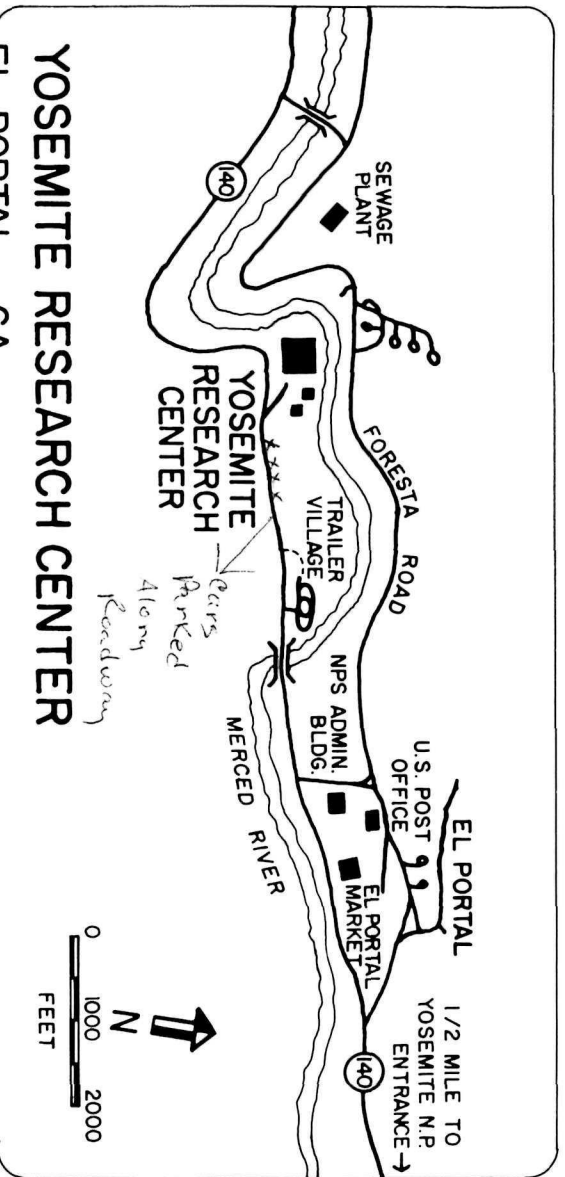 SEWAGE
PLANT
140
FORESTA ROAD
YOSEMITE
RESEARCH
CENTER
TRAILER
VILLAGE
cars
Parked
Along
Roadway
NPS ADMIN.
BLDG.
MERCED RIVER
U.S. POST
OFFICE
EL PORTAL
EL PORTAL
MARKET
1/2 MILE TO
YOSEMITE N.P.
ENTRANCE →
140
N
0 1000 2000
FEET
YOSEMITE RESEARCH CENTER
EL PORTAL, CA